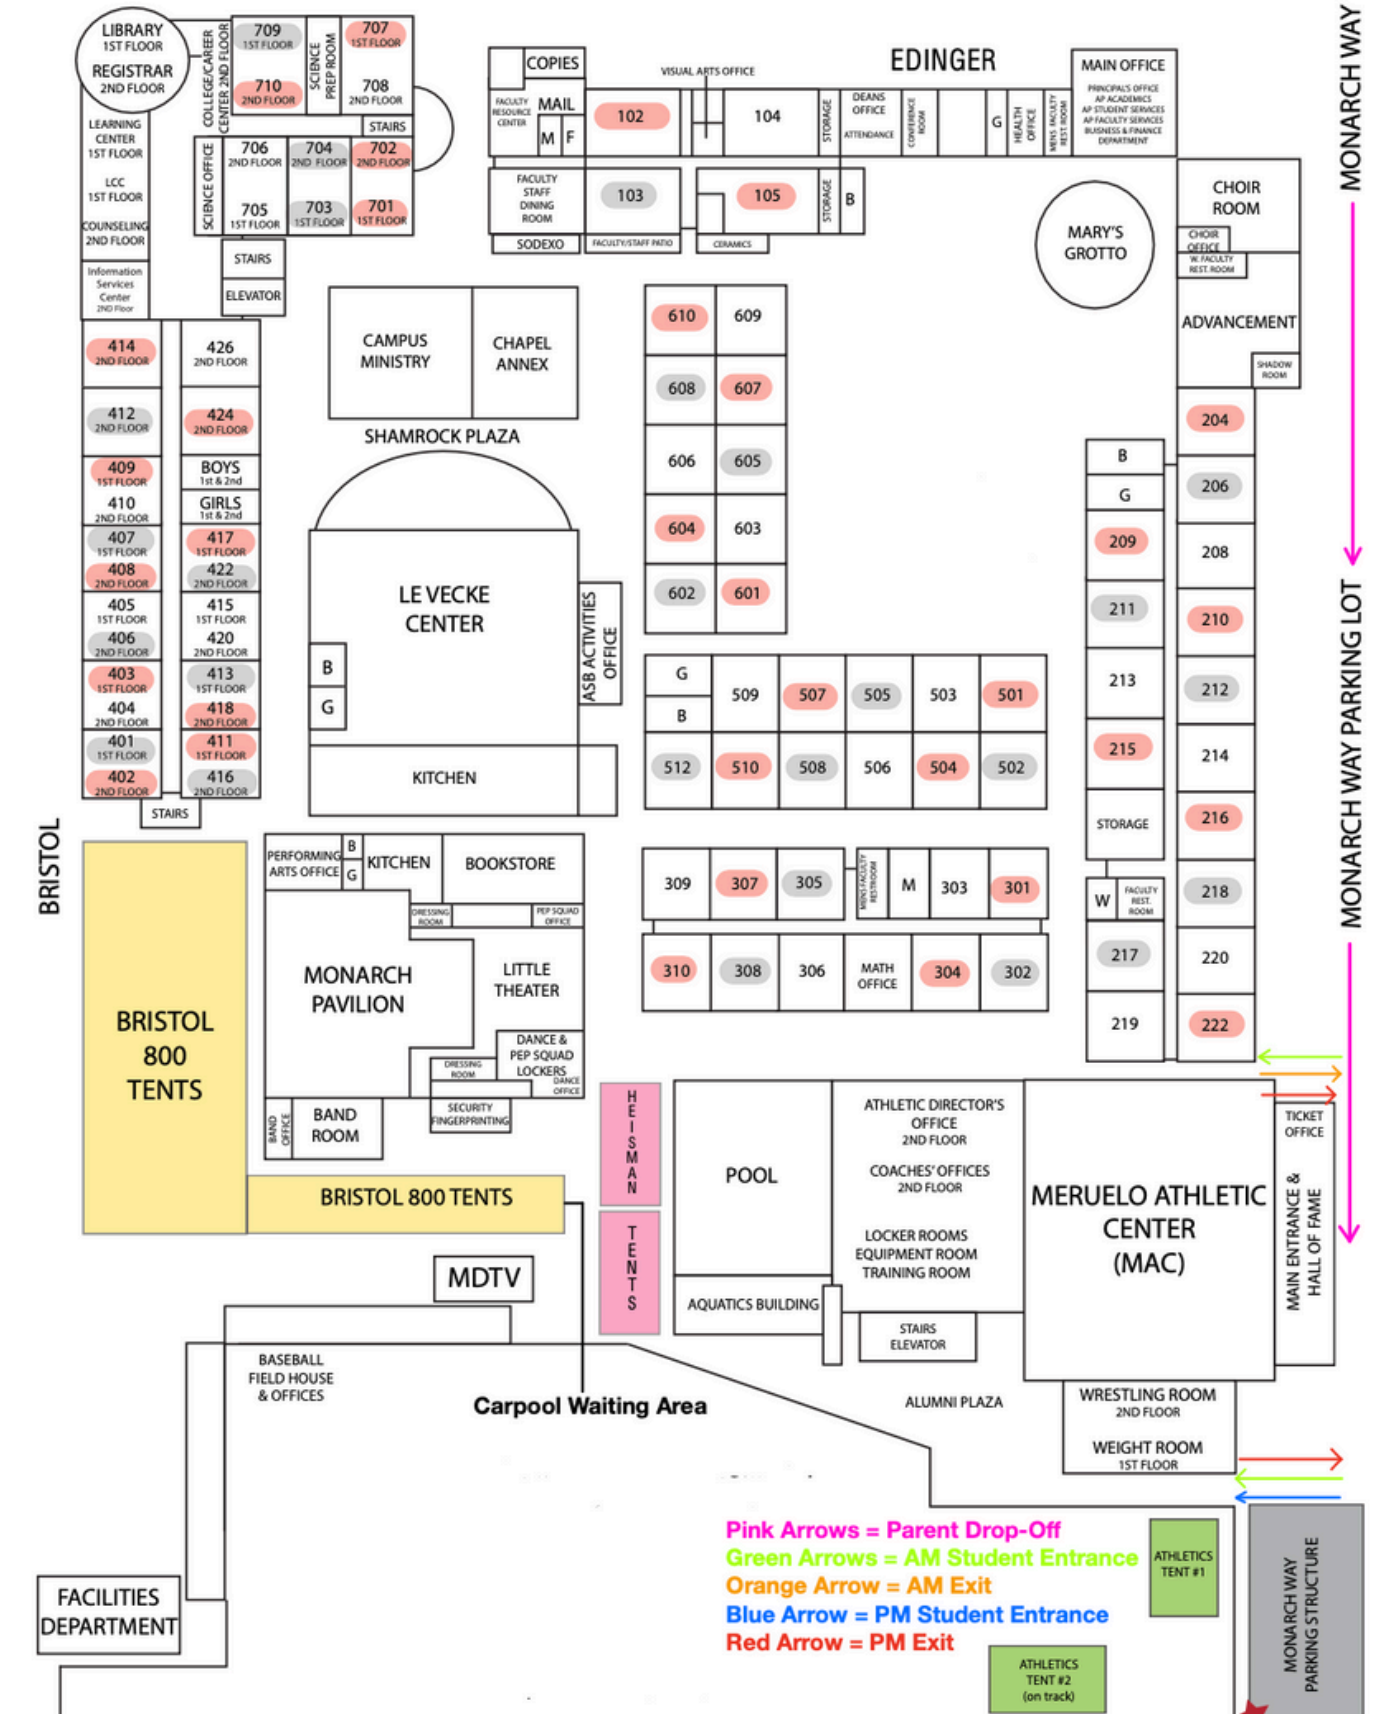 LIBRARY
1ST FLOOR
REGISTRAR
2ND FLOOR
COLLEGE/CAREER
CENTER 2ND FLOOR
709
1ST FLOOR
710
2ND FLOOR
SCIENCE
PREP ROOM
707
1ST FLOOR
708
2ND FLOOR
STAIRS
LEARNING
CENTER
1ST FLOOR
LCC
1ST FLOOR
COUNSELING
2ND FLOOR
Information
Services
Center
2ND Floor
SCIENCE OFFICE
706
2ND FLOOR
704
2ND FLOOR
702
2ND FLOOR
705
1ST FLOOR
703
1ST FLOOR
701
1ST FLOOR
STAIRS
ELEVATOR
COPIES
FACULTY
RESOURCE
CENTER
MAIL
M
F
102
VISUAL ARTS OFFICE
104
STORAGE
EDINGER
DEANS
OFFICE
ATTENDANCE
CONFERENCE
ROOM
G
HEALTH
OFFICE
MENS FACULTY
REST. ROOM
MAIN OFFICE
PRINCIPAL'S OFFICE
AP ACADEMICS
AP STUDENT SERVICES
AP FACULTY SERVICES
BUISNESS & FINANCE
DEPARTMENT
FACULTY
STAFF
DINING
ROOM
SODEXO
103
FACULTY/STAFF PATIO
105
CERAMICS
STORAGE
B
MARY'S
GROTTO
CHOIR
ROOM
CHOIR
OFFICE
W. FACULTY
REST. ROOM
ADVANCEMENT
SHADOW
ROOM
MONARCH WAY
MONARCH WAY PARKING LOT
414
2ND FLOOR
426
2ND FLOOR
412
2ND FLOOR
424
2ND FLOOR
409
1ST FLOOR
BOYS
1st & 2nd
410
2ND FLOOR
GIRLS
1st & 2nd
407
1ST FLOOR
417
1ST FLOOR
408
2ND FLOOR
422
2ND FLOOR
405
1ST FLOOR
415
1ST FLOOR
406
2ND FLOOR
420
2ND FLOOR
403
1ST FLOOR
413
1ST FLOOR
404
2ND FLOOR
418
2ND FLOOR
401
1ST FLOOR
411
1ST FLOOR
402
2ND FLOOR
416
2ND FLOOR
STAIRS
CAMPUS
MINISTRY
CHAPEL
ANNEX
SHAMROCK PLAZA
LE VECKE
CENTER
B
G
ASB ACTIVITIES
OFFICE
KITCHEN
610
609
608
607
606
605
604
603
602
601
G
B
509
507
505
503
501
512
510
508
506
504
502
309
307
305
MENS FACULTY
RESTROOM
M
303
301
310
308
306
MATH
OFFICE
304
302
B
G
209
211
213
215
STORAGE
W
FACULTY
REST.
ROOM
217
219
204
206
208
210
212
214
216
218
220
222
BRISTOL
BRISTOL
800
TENTS
PERFORMING
ARTS OFFICE
B
G
KITCHEN
BOOKSTORE
DRESSING
ROOM
PEP SQUAD
OFFICE
MONARCH
PAVILION
LITTLE
THEATER
DANCE &
PEP SQUAD
LOCKERS
DRESSING
ROOM
DANCE
OFFICE
BAND
OFFICE
BAND
ROOM
SECURITY
FINGERPRINTING
BRISTOL 800 TENTS
HEISMAN
TENTS
POOL
AQUATICS BUILDING
ATHLETIC DIRECTOR'S
OFFICE
2ND FLOOR
COACHES' OFFICES
2ND FLOOR
LOCKER ROOMS
EQUIPMENT ROOM
TRAINING ROOM
STAIRS
ELEVATOR
MERUELO ATHLETIC
CENTER
(MAC)
TICKET
OFFICE
MAIN ENTRANCE &
HALL OF FAME
MDTV
BASEBALL
FIELD HOUSE
& OFFICES
Carpool Waiting Area
ALUMNI PLAZA
WRESTLING ROOM
2ND FLOOR
WEIGHT ROOM
1ST FLOOR
Pink Arrows = Parent Drop-Off
Green Arrows = AM Student Entrance
Orange Arrow = AM Exit
Blue Arrow = PM Student Entrance
Red Arrow = PM Exit
ATHLETICS
TENT #1
ATHLETICS
TENT #2
(on track)
MONARCH WAY
PARKING STRUCTURE
FACILITIES
DEPARTMENT